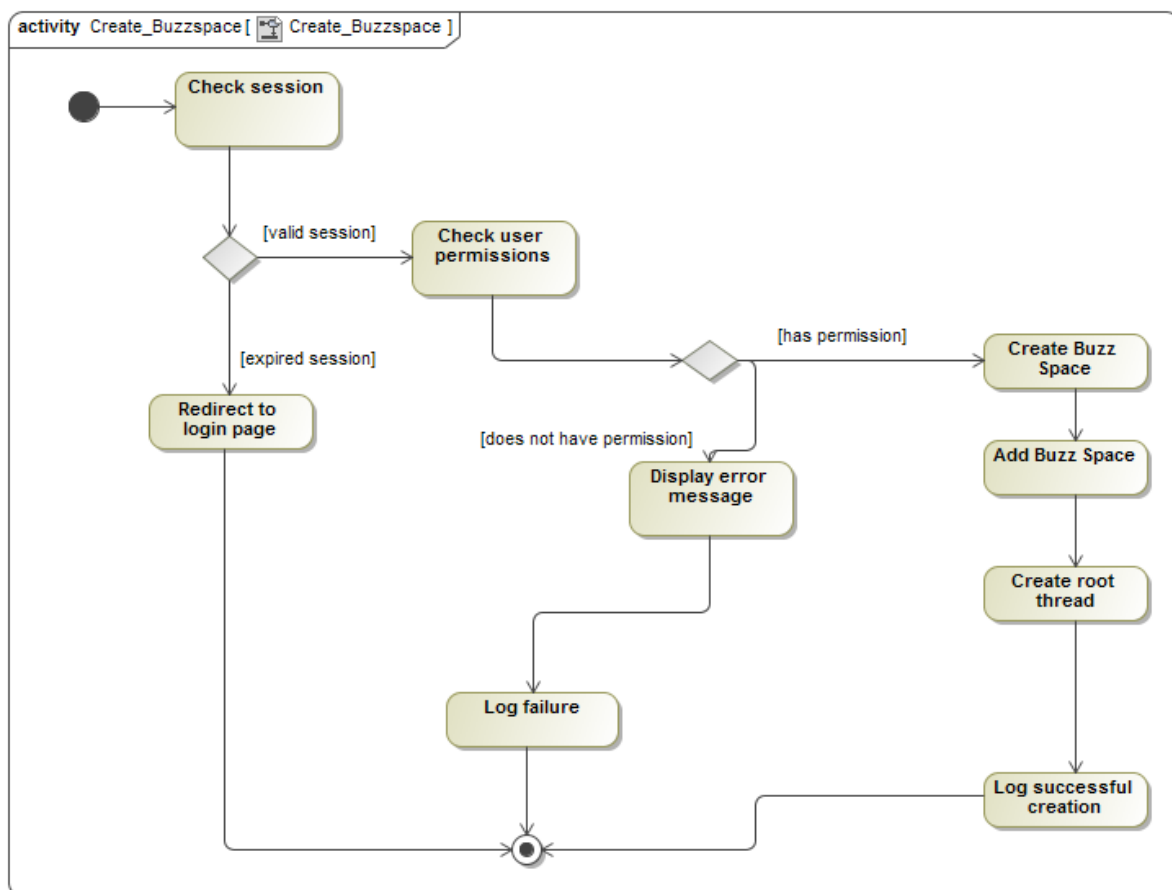 activity Create_Buzzspace [ Create_Buzzspace ]
Check session
[valid session]
Check user
permissions
[expired session]
[has permission]
Create Buzz
Space
Redirect to
login page
[does not have permission]
Add Buzz Space
Display error
message
Create root
thread
Log failure
Log successful
creation